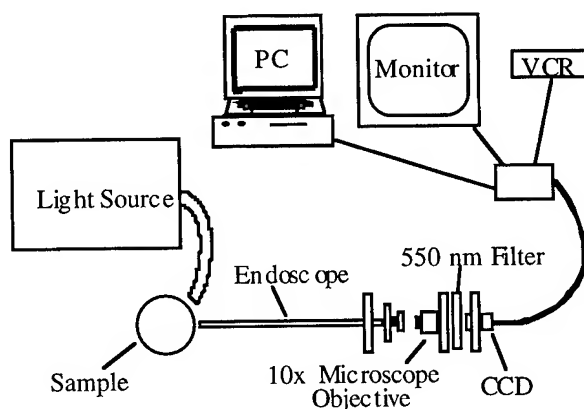 PC
Monitor
VCR
Light Source
Endoscope
550 nm Filter
Sample
10x Microscope
Objective
CCD